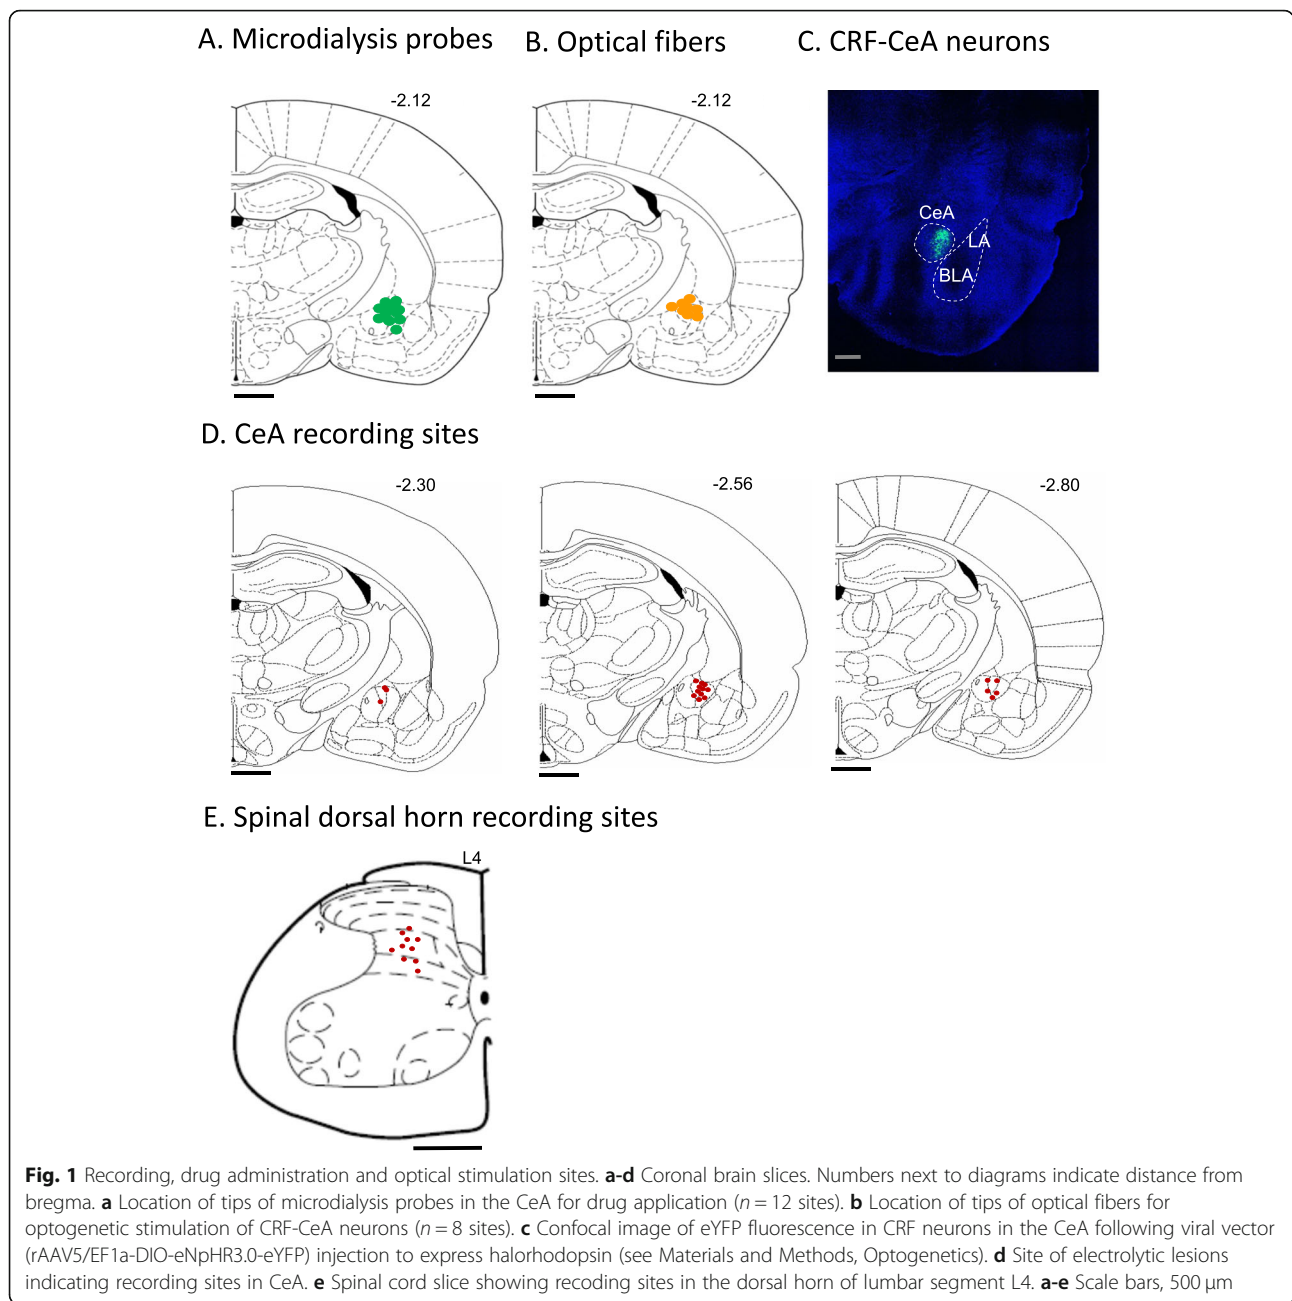 A. Microdialysis probes
B. Optical fibers
C. CRF-CeA neurons
-2.12
-2.12
CeA
LA
BLA
D. CeA recording sites
-2.30
-2.56
-2.80
E. Spinal dorsal horn recording sites
L4
Fig. 1 Recording, drug administration and optical stimulation sites. a-d Coronal brain slices. Numbers next to diagrams indicate distance from
bregma. a Location of tips of microdialysis probes in the CeA for drug application (n = 12 sites). b Location of tips of optical fibers for
optogenetic stimulation of CRF-CeA neurons (n = 8 sites). c Confocal image of eYFP fluorescence in CRF neurons in the CeA following viral vector
(rAAV5/EF1a-DIO-eNpHR3.0-eYFP) injection to express halorhodopsin (see Materials and Methods, Optogenetics). d Site of electrolytic lesions
indicating recording sites in CeA. e Spinal cord slice showing recoding sites in the dorsal horn of lumbar segment L4. a-e Scale bars, 500 μm